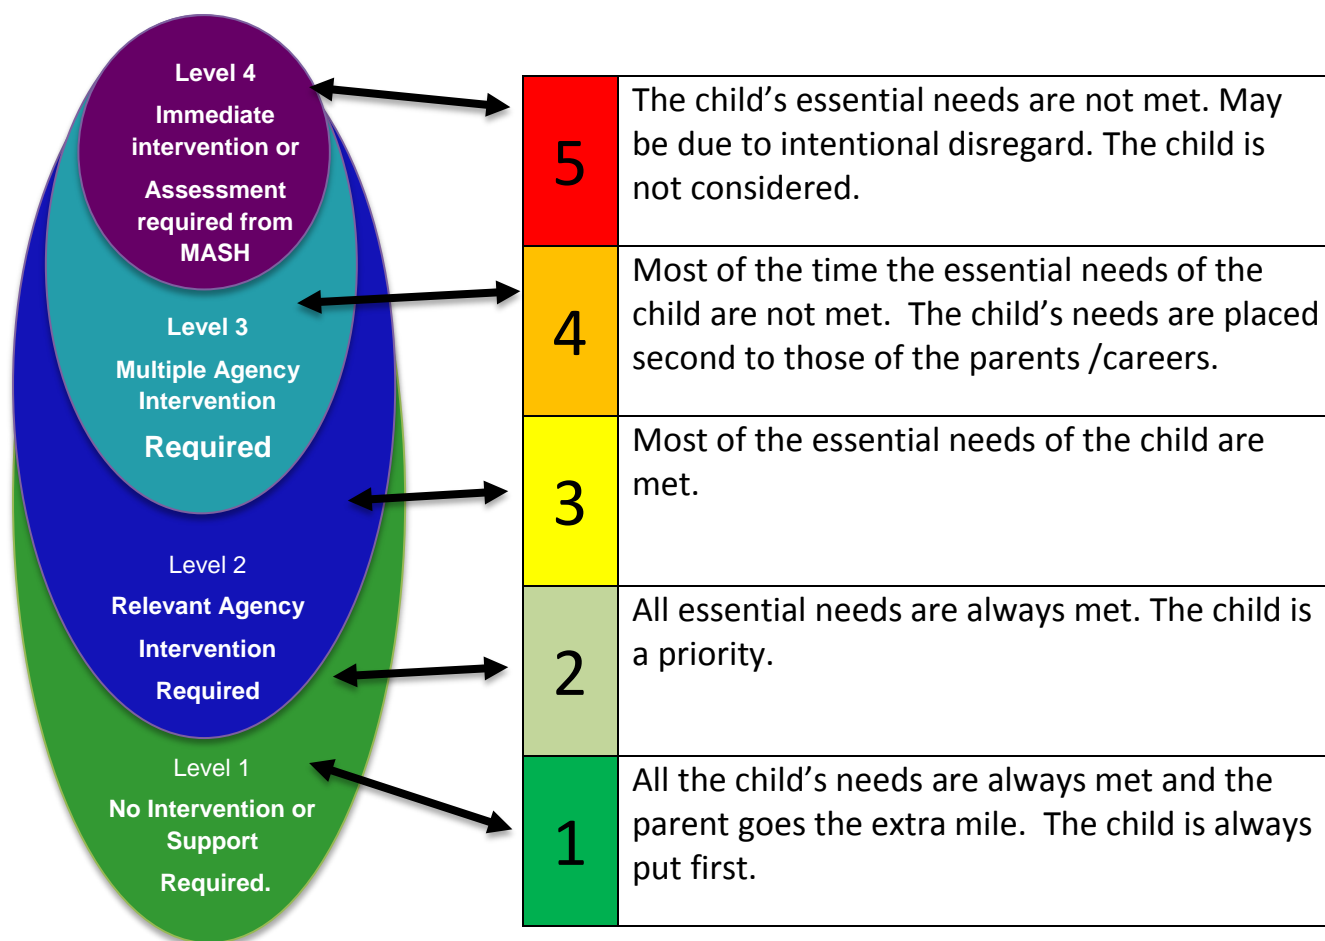 Level 4
Immediate
intervention or
Assessment
required from
MASH
Level 3
Multiple Agency
Intervention
Required
Level 2
Relevant Agency
Intervention
Required
Level 1
No Intervention or
Support
Required.
5
The child’s essential needs are not met. May
be due to intentional disregard. The child is
not considered.
4
Most of the time the essential needs of the
child are not met.  The child’s needs are placed
second to those of the parents /careers.
3
Most of the essential needs of the child are
met.
2
All essential needs are always met. The child is
a priority.
1
All the child’s needs are always met and the
parent goes the extra mile.  The child is always
put first.